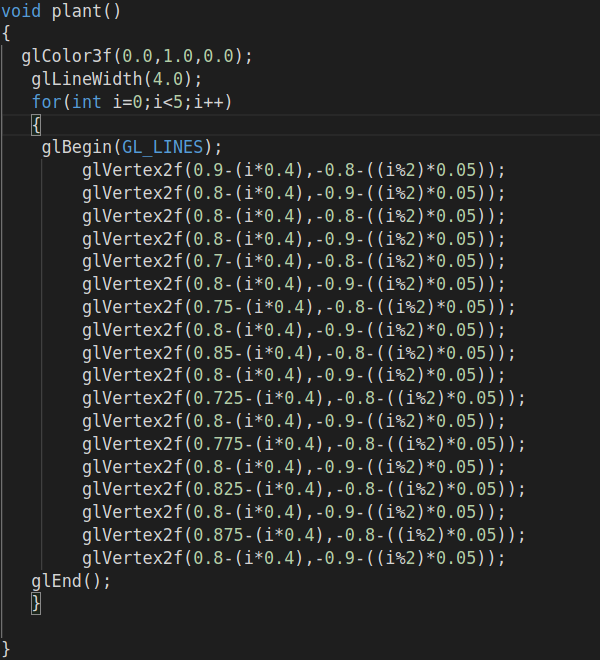 void plant()
{
glColor3f(0.0,1.0,0.0);
glLineWidth(4.0);
for(int i=0;i<5;i++)
{
glBegin(GL_LINES);
glVertex2f(0.9-(i*0.4),-0.8-((i%2)*0.05));
glVertex2f(0.8-(i*0.4),-0.9-((i%2)*0.05));
glVertex2f(0.8-(i*0.4),-0.8-((i%2)*0.05));
glVertex2f(0.8-(i*0.4),-0.9-((i%2)*0.05));
glVertex2f(0.7-(i*0.4),-0.8-((i%2)*0.05));
glVertex2f(0.8-(i*0.4),-0.9-((i%2)*0.05));
glVertex2f(0.75-(i*0.4),-0.8-((i%2)*0.05));
glVertex2f(0.8-(i*0.4),-0.9-((i%2)*0.05));
glVertex2f(0.85-(i*0.4),-0.8-((i%2)*0.05));
glVertex2f(0.8-(i*0.4),-0.9-((i%2)*0.05));
glVertex2f(0.725-(i*0.4),-0.8-((i%2)*0.05));
glVertex2f(0.8-(i*0.4),-0.9-((i%2)*0.05));
glVertex2f(0.775-(i*0.4),-0.8-((i%2)*0.05));
glVertex2f(0.8-(i*0.4),-0.9-((i%2)*0.05));
glVertex2f(0.825-(i*0.4),-0.8-((i%2)*0.05));
glVertex2f(0.8-(i*0.4),-0.9-((i%2)*0.05));
glVertex2f(0.875-(i*0.4),-0.8-((i%2)*0.05));
glVertex2f(0.8-(i*0.4),-0.9-((i%2)*0.05));
glEnd();
}
}